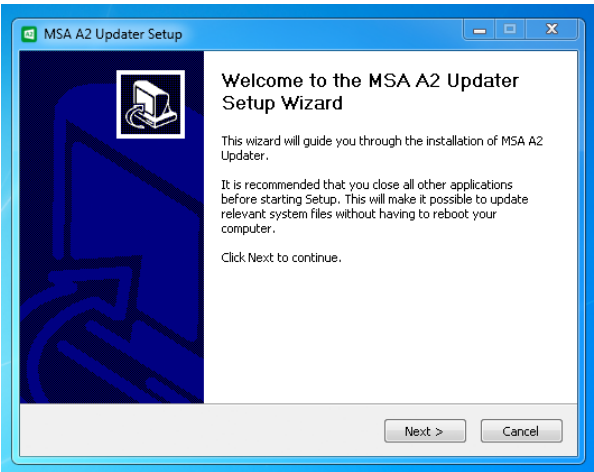 MSA A2 Updater Setup
Welcome to the MSA A2 Updater
Setup Wizard
This wizard will guide you through the installation of MSA A2
Updater.
It is recommended that you close all other applications
before starting Setup. This will make it possible to update
relevant system files without having to reboot your
computer.
Click Next to continue.
Next >
Cancel